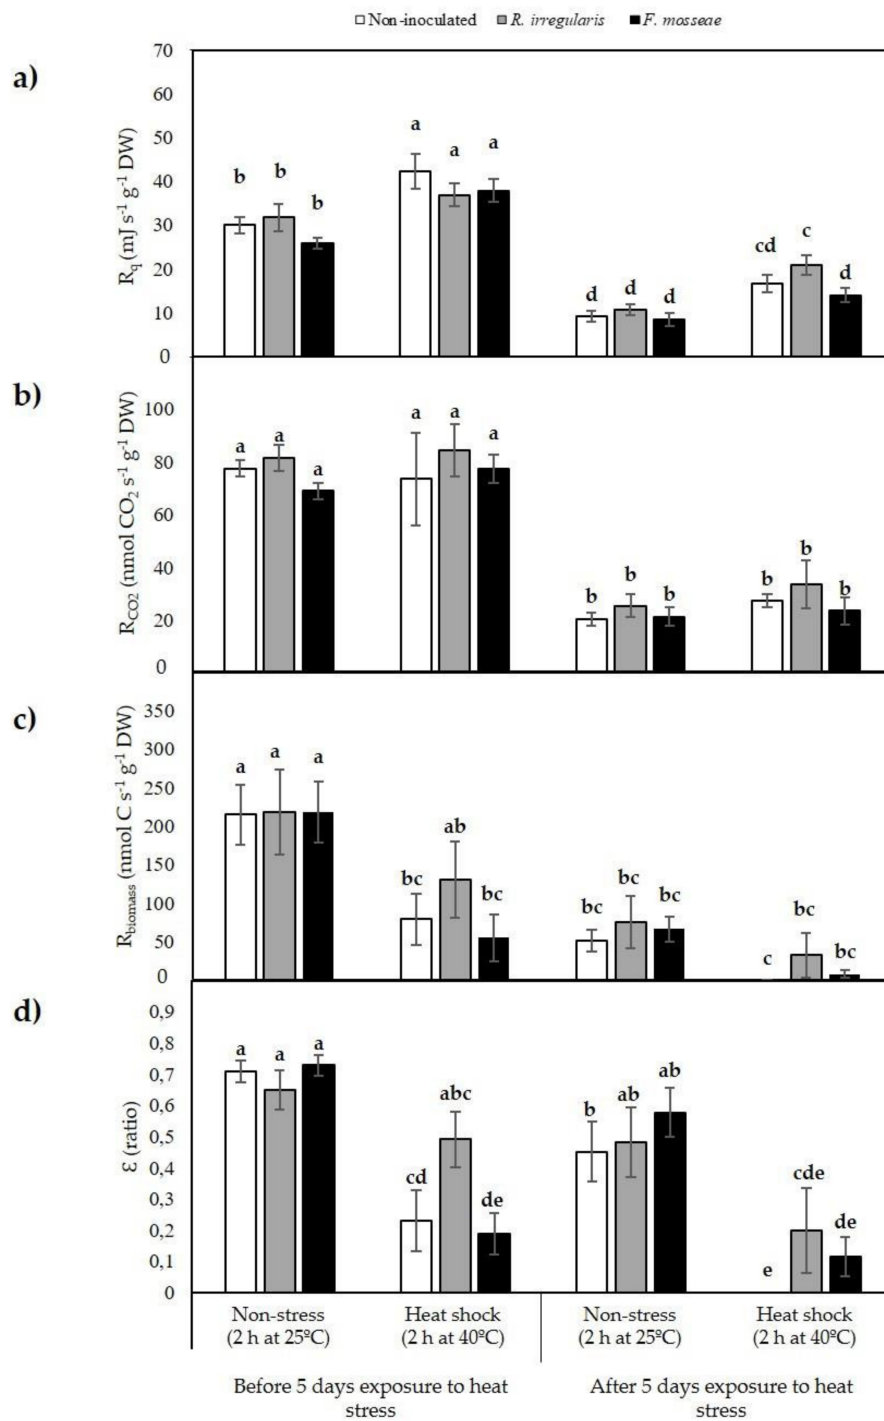 Non-inoculated R. irregularis F. mosseae
a)
R_q (mJ s⁻¹ g⁻¹ DW)
70
60
50
40
30
20
10
0
b b b a a a d d d cd c d
b)
R_CO2 (nmol CO₂ s⁻¹ g⁻¹ DW)
100
80
60
40
20
0
a a a a a a b b b b b b
c)
R_biomass (nmol C s⁻¹ g⁻¹ DW)
350
300
250
200
150
100
50
0
a a a bc ab bc bc bc bc c bc bc
d)
Ɛ (ratio)
0,9
0,8
0,7
0,6
0,5
0,4
0,3
0,2
0,1
0
a a a cd abc de b ab ab e cde de
Non-stress Heat shock Non-stress Heat shock
(2 h at 25ºC) (2 h at 40ºC) (2 h at 25ºC) (2 h at 40ºC)
Before 5 days exposure to heat After 5 days exposure to heat
stress stress